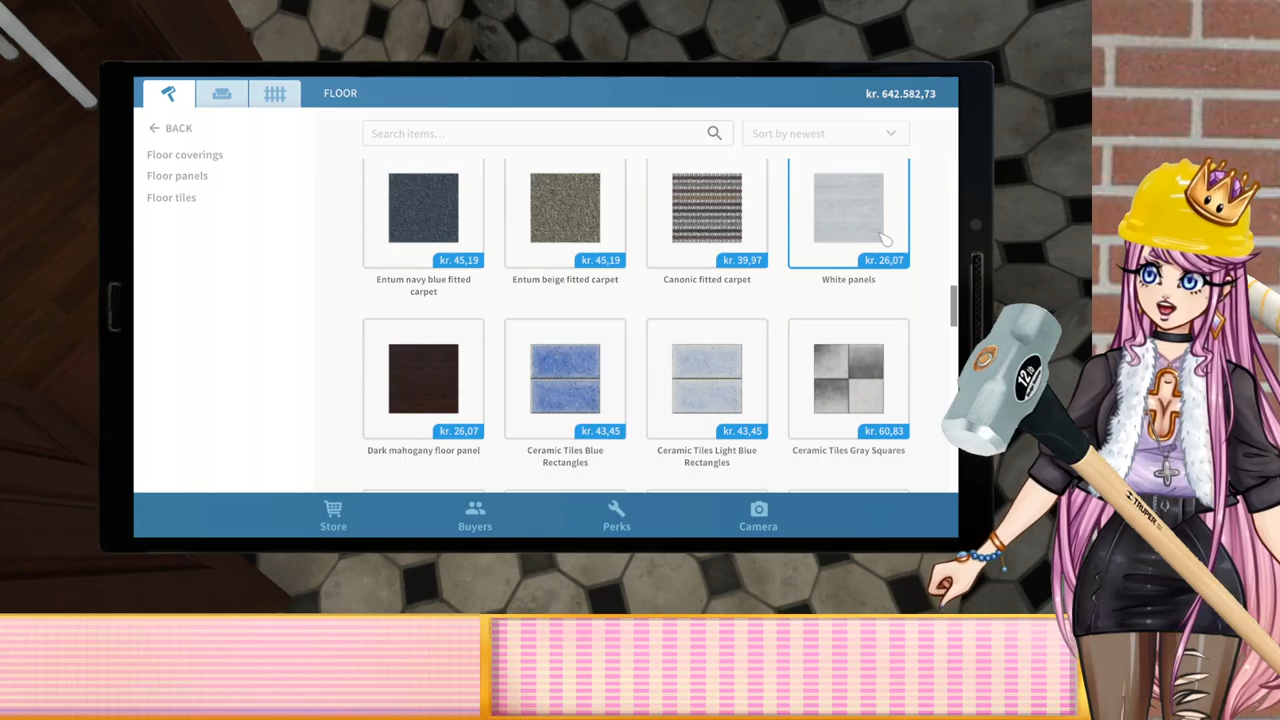 FLOOR
kr. 642.582,73
BACK
Search items...
Sort by newest
Floor coverings
Floor panels
Floor tiles
kr. 45,19
kr. 45,19
kr. 39,97
kr. 26,07
Entum navy blue fitted
carpet
Entum beige fitted carpet
Canonic fitted carpet
White panels
kr. 26,07
kr. 43,45
kr. 43,45
kr. 60,83
Dark mahogany floor panel
Ceramic Tiles Blue
Rectangles
Ceramic Tiles Light Blue
Rectangles
Ceramic Tiles Gray Squares
Store
Buyers
Perks
Camera
12 lb
TRUPER